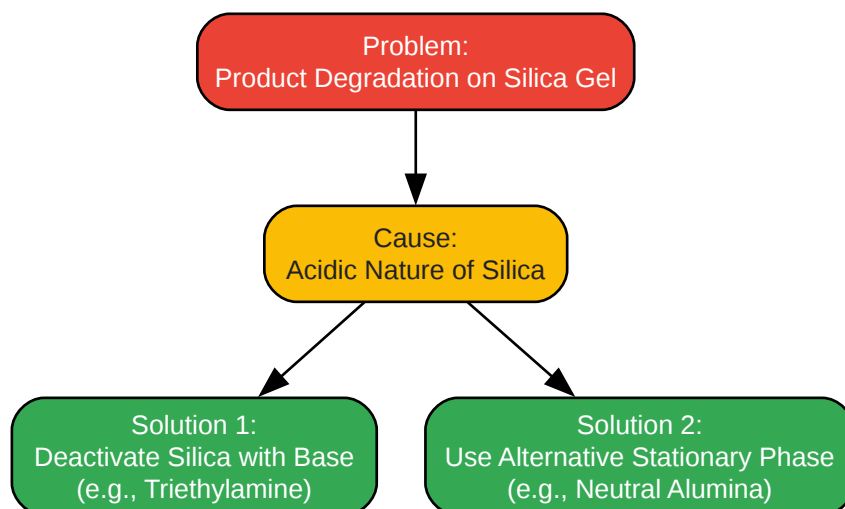 Problem:
Product Degradation on Silica Gel
Cause:
Acidic Nature of Silica
Solution 1:
Deactivate Silica with Base
(e.g., Triethylamine)
Solution 2:
Use Alternative Stationary Phase
(e.g., Neutral Alumina)